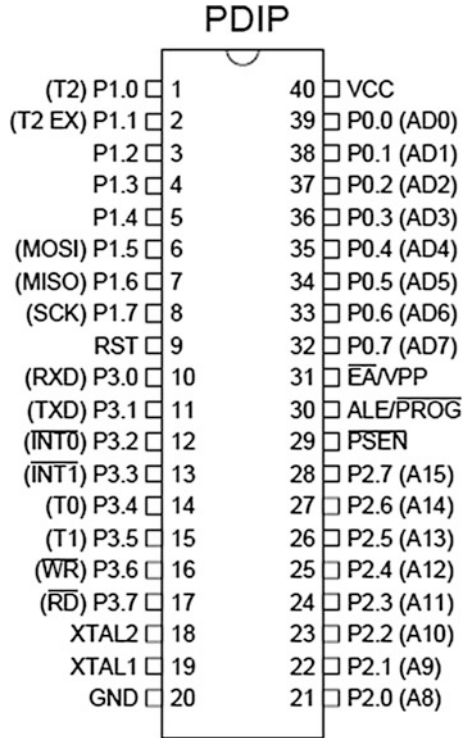 PDIP
(T2) P1.0 1 40 VCC
(T2 EX) P1.1 2 39 P0.0 (AD0)
P1.2 3 38 P0.1 (AD1)
P1.3 4 37 P0.2 (AD2)
P1.4 5 36 P0.3 (AD3)
(MOSI) P1.5 6 35 P0.4 (AD4)
(MISO) P1.6 7 34 P0.5 (AD5)
(SCK) P1.7 8 33 P0.6 (AD6)
RST 9 32 P0.7 (AD7)
(RXD) P3.0 10 31 E̅A̅/VPP
(TXD) P3.1 11 30 ALE/P̅R̅O̅G̅
(I̅N̅T̅0̅) P3.2 12 29 P̅S̅E̅N̅
(I̅N̅T̅1̅) P3.3 13 28 P2.7 (A15)
(T0) P3.4 14 27 P2.6 (A14)
(T1) P3.5 15 26 P2.5 (A13)
(W̅R̅) P3.6 16 25 P2.4 (A12)
(R̅D̅) P3.7 17 24 P2.3 (A11)
XTAL2 18 23 P2.2 (A10)
XTAL1 19 22 P2.1 (A9)
GND 20 21 P2.0 (A8)